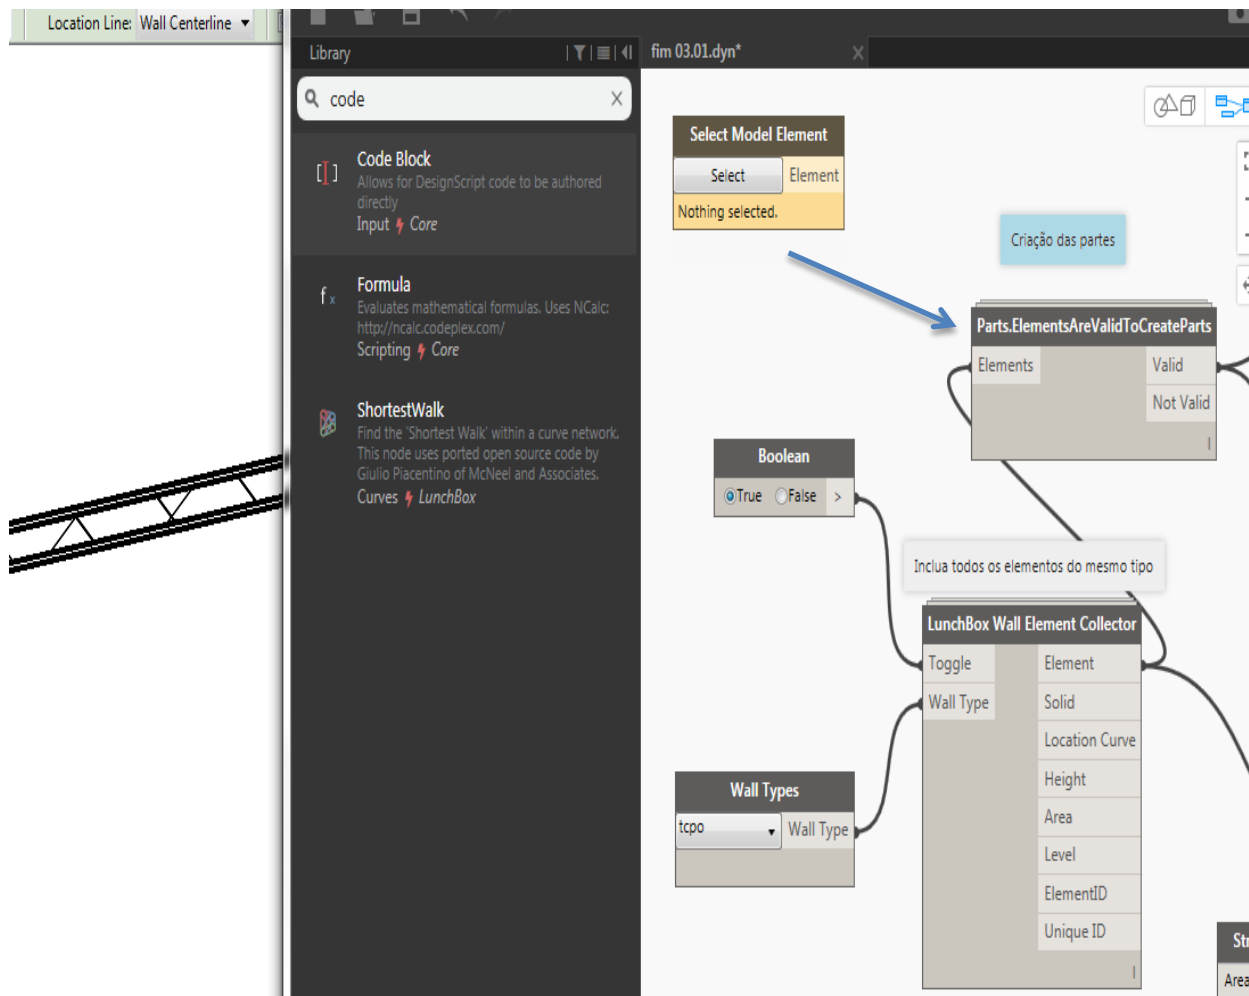 Location Line: Wall Centerline
Library
fim 03.01.dyn*
code
Code Block
Allows for DesignScript code to be authored
directly
Input Core
Formula
Evaluates mathematical formulas. Uses NCalc:
http://ncalc.codeplex.com/
Scripting Core
ShortestWalk
Find the 'Shortest Walk' within a curve network.
This node uses ported open source code by
Giulio Piacentino of McNeel and Associates.
Curves LunchBox
Select Model Element
Select Element
Nothing selected.
Criação das partes
Parts.ElementsAreValidToCreateParts
Elements Valid
Not Valid
Boolean
True False >
Inclua todos os elementos do mesmo tipo
LunchBox Wall Element Collector
Toggle Element
Wall Type Solid
Location Curve
Height
Area
Level
ElementID
Unique ID
Wall Types
tcpo Wall Type
Area